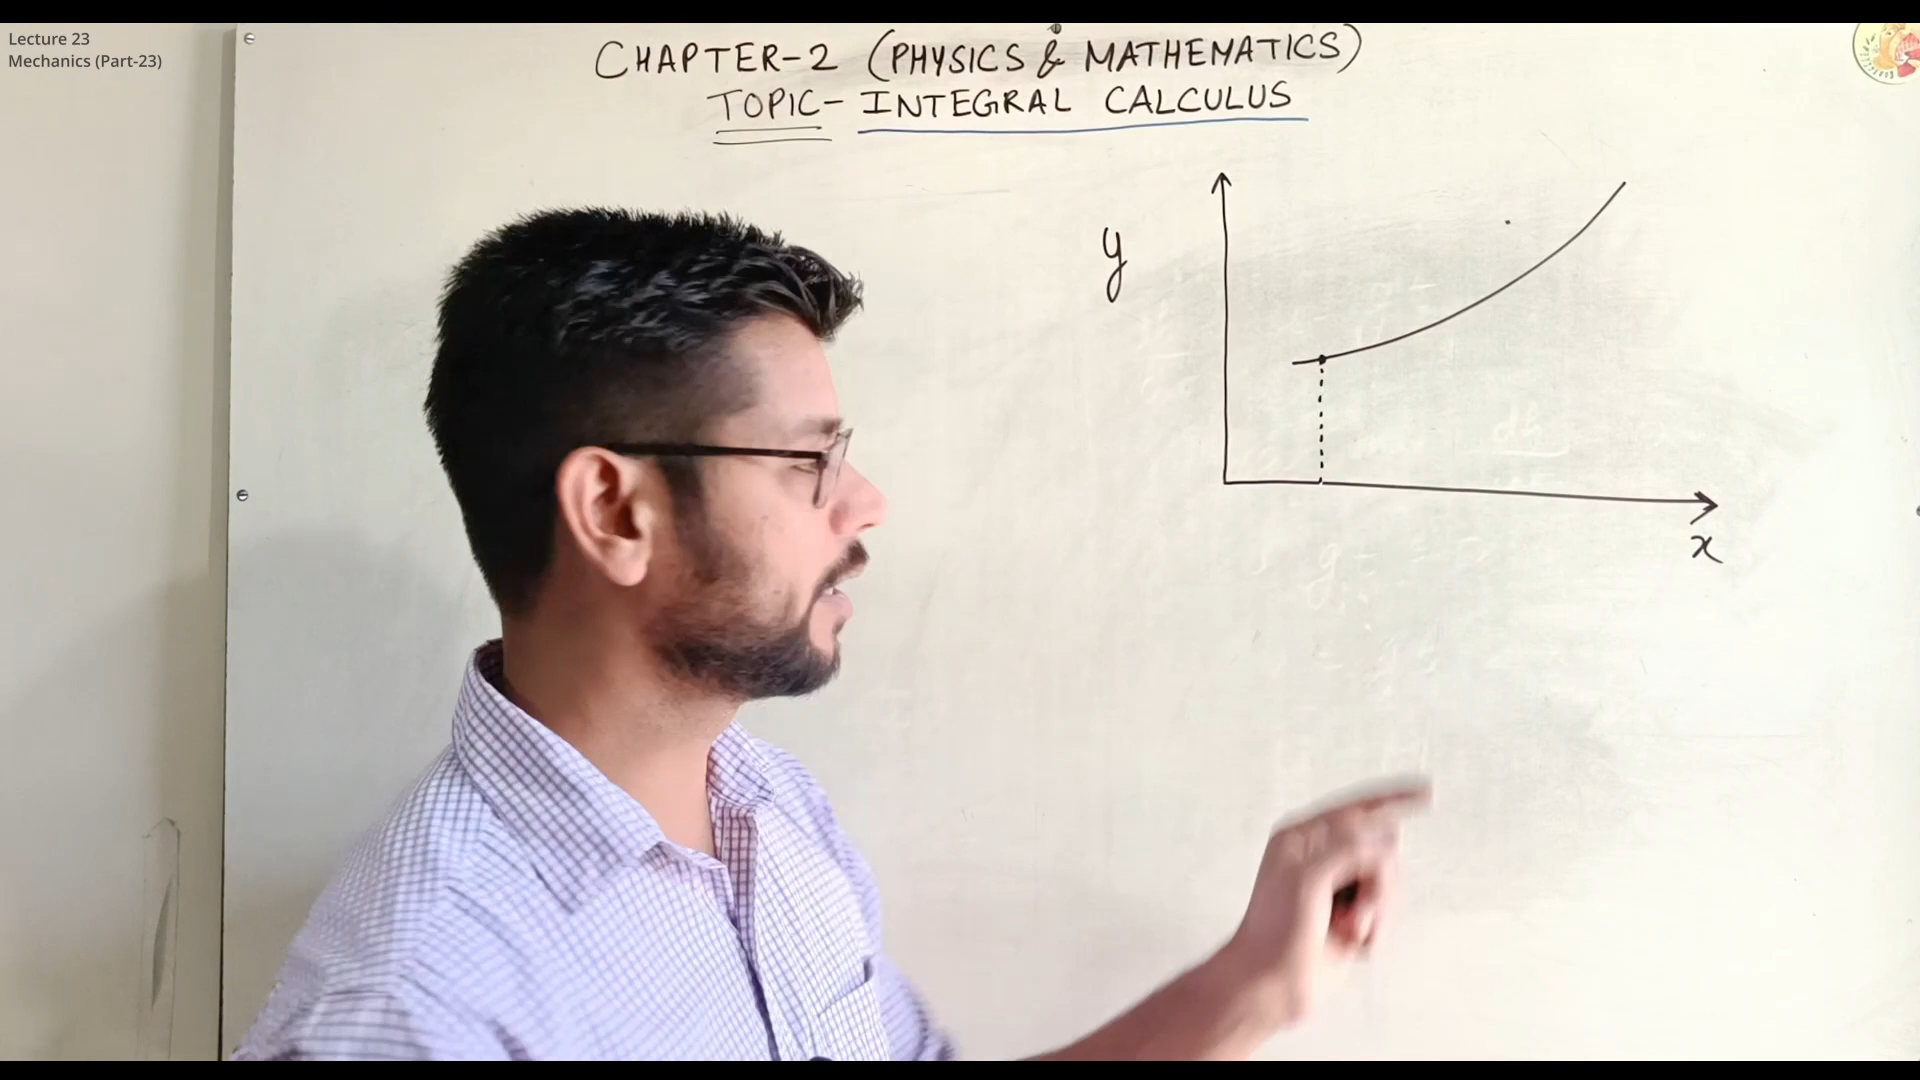 Lecture 23
Mechanics (Part-23)
CHAPTER-2 (PHYSICS & MATHEMATICS)
TOPIC- INTEGRAL CALCULUS
y
x